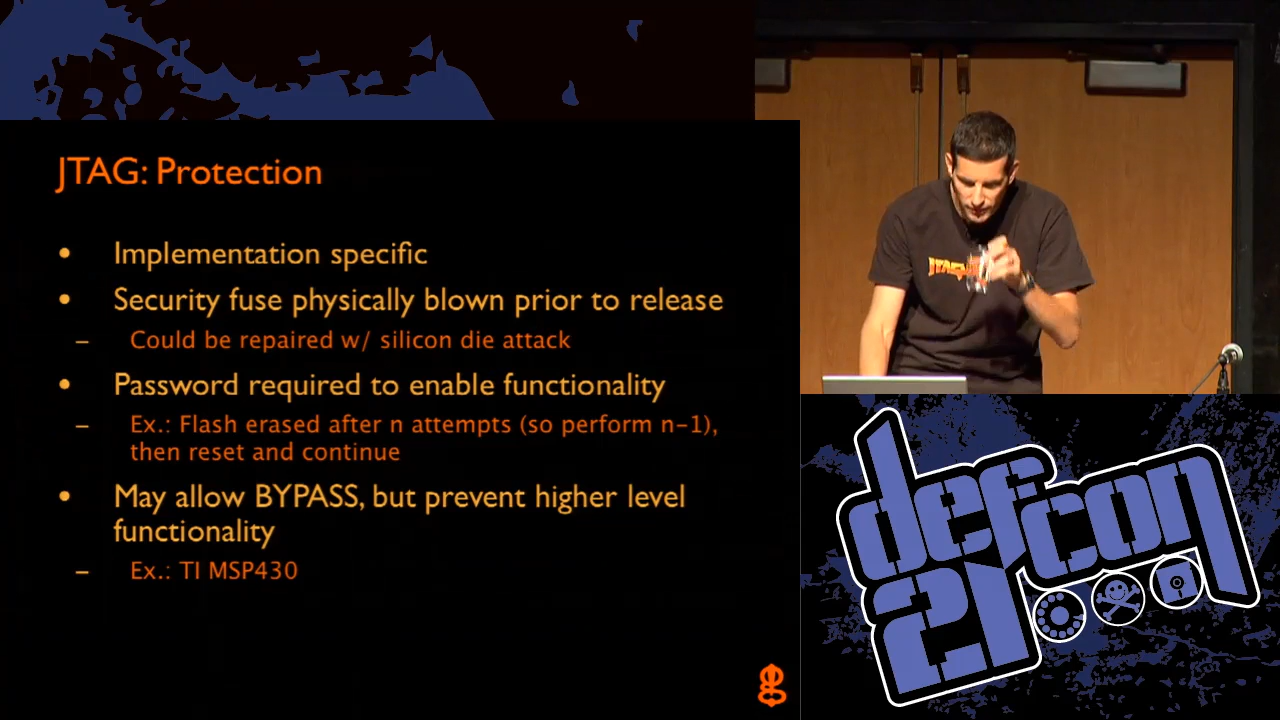 JTAG: Protection
• Implementation specific
• Security fuse physically blown prior to release
– Could be repaired w/ silicon die attack
• Password required to enable functionality
– Ex.: Flash erased after n attempts (so perform n-1),
then reset and continue
• May allow BYPASS, but prevent higher level
functionality
– Ex.: TI MSP430
JTAG
defcon
21